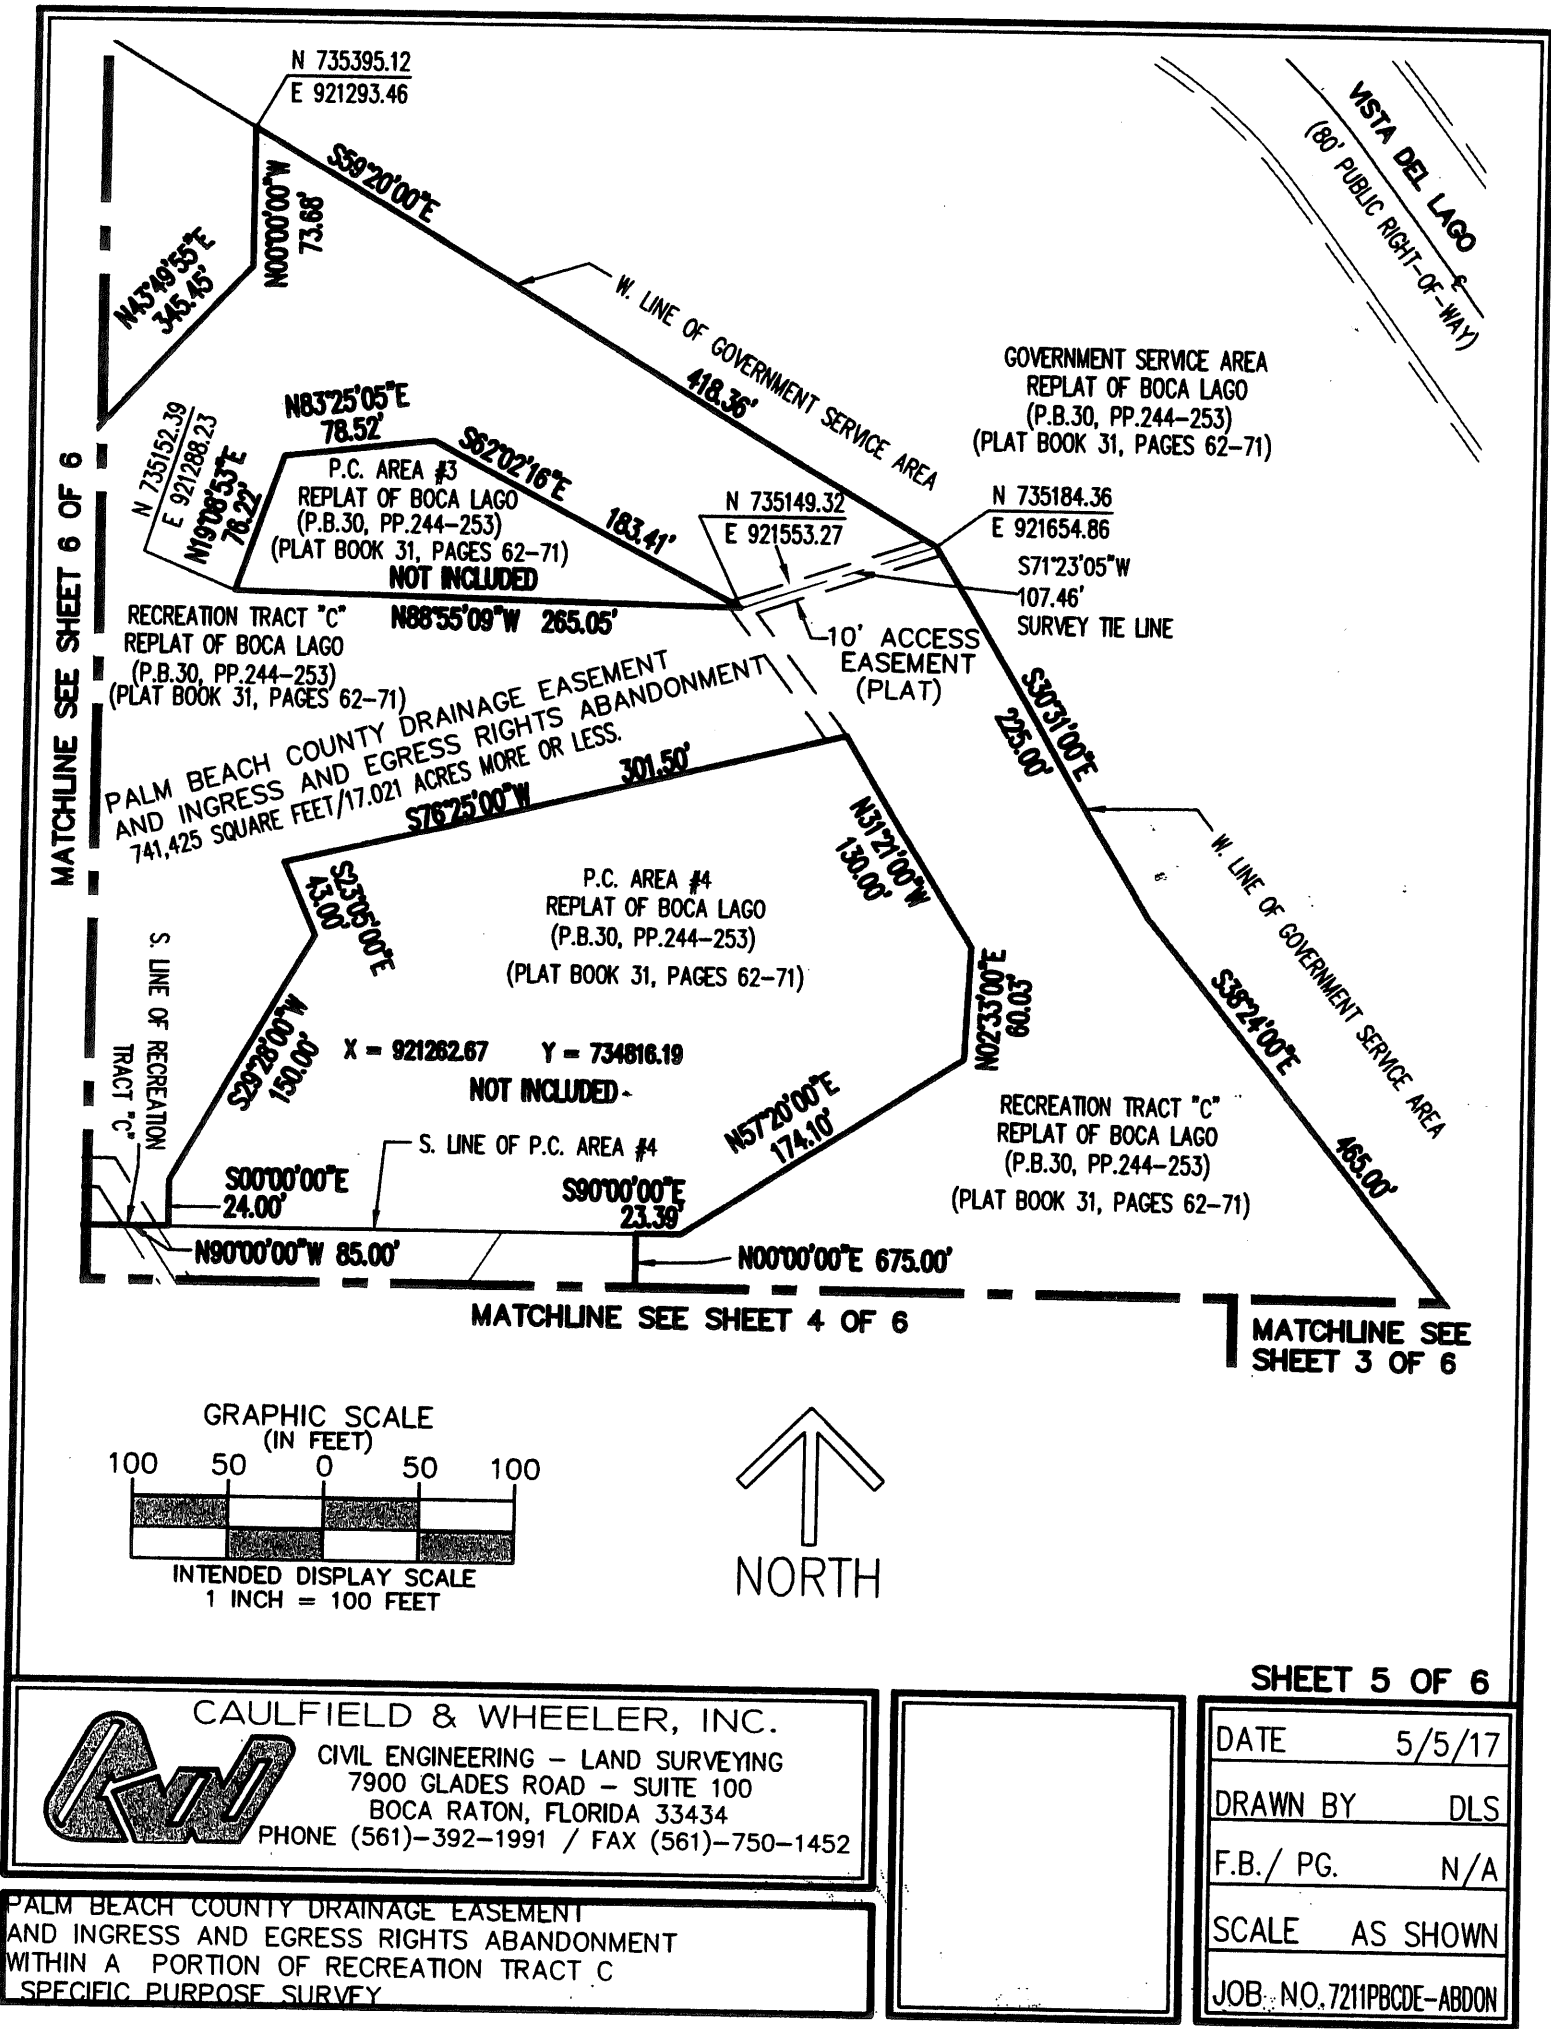 N 735395.12
E 921293.46
VISTA DEL LAGO
(80' PUBLIC RIGHT-OF-WAY)
S59°20'00"E
N00°00'00"W
73.68'
N43°49'55"E
345.45'
W. LINE OF GOVERNMENT SERVICE AREA
418.36'
GOVERNMENT SERVICE AREA
REPLAT OF BOCA LAGO
(P.B.30, PP.244-253)
(PLAT BOOK 31, PAGES 62-71)
N83°25'05"E
78.52'
N 735152.39
E 921288.23
N19°08'53"E
76.22'
S62°02'16"E
183.41'
P.C. AREA #3
REPLAT OF BOCA LAGO
(P.B.30, PP.244-253)
(PLAT BOOK 31, PAGES 62-71)
NOT INCLUDED
N88°55'09"W 265.05'
N 735149.32
E 921553.27
N 735184.36
E 921654.86
S71°23'05"W
107.46'
SURVEY TIE LINE
10' ACCESS
EASEMENT
(PLAT)
MATCHLINE SEE SHEET 6 OF 6
RECREATION TRACT "C"
REPLAT OF BOCA LAGO
(P.B.30, PP.244-253)
(PLAT BOOK 31, PAGES 62-71)
PALM BEACH COUNTY DRAINAGE EASEMENT
AND INGRESS AND EGRESS RIGHTS ABANDONMENT
741,425 SQUARE FEET/17.021 ACRES MORE OR LESS.
S30°31'00"E
225.00'
301.50'
S76°25'00"W
N31°21'00"W
130.00'
S23°05'00"E
43.00'
P.C. AREA #4
REPLAT OF BOCA LAGO
(P.B.30, PP.244-253)
(PLAT BOOK 31, PAGES 62-71)
W. LINE OF GOVERNMENT SERVICE AREA
S. LINE OF RECREATION
TRACT "C"
S29°28'00"W
150.00'
X = 921262.67 Y = 734816.19
NOT INCLUDED
N02°33'00"E
60.03'
S38°24'00"E
465.00'
N57°20'00"E
174.10'
RECREATION TRACT "C"
REPLAT OF BOCA LAGO
(P.B.30, PP.244-253)
(PLAT BOOK 31, PAGES 62-71)
S. LINE OF P.C. AREA #4
S00°00'00"E
24.00'
S90°00'00"E
23.39'
N90°00'00"W 85.00'
N00°00'00"E 675.00'
MATCHLINE SEE SHEET 4 OF 6
MATCHLINE SEE
SHEET 3 OF 6
GRAPHIC SCALE
(IN FEET)
100 50 0 50 100
INTENDED DISPLAY SCALE
1 INCH = 100 FEET
NORTH
SHEET 5 OF 6
CAULFIELD & WHEELER, INC.
CIVIL ENGINEERING - LAND SURVEYING
7900 GLADES ROAD - SUITE 100
BOCA RATON, FLORIDA 33434
PHONE (561)-392-1991 / FAX (561)-750-1452
PALM BEACH COUNTY DRAINAGE EASEMENT
AND INGRESS AND EGRESS RIGHTS ABANDONMENT
WITHIN A PORTION OF RECREATION TRACT C
SPECIFIC PURPOSE SURVEY
DATE 5/5/17
DRAWN BY DLS
F.B./ PG. N/A
SCALE AS SHOWN
JOB NO. 7211PBCDE-ABDON